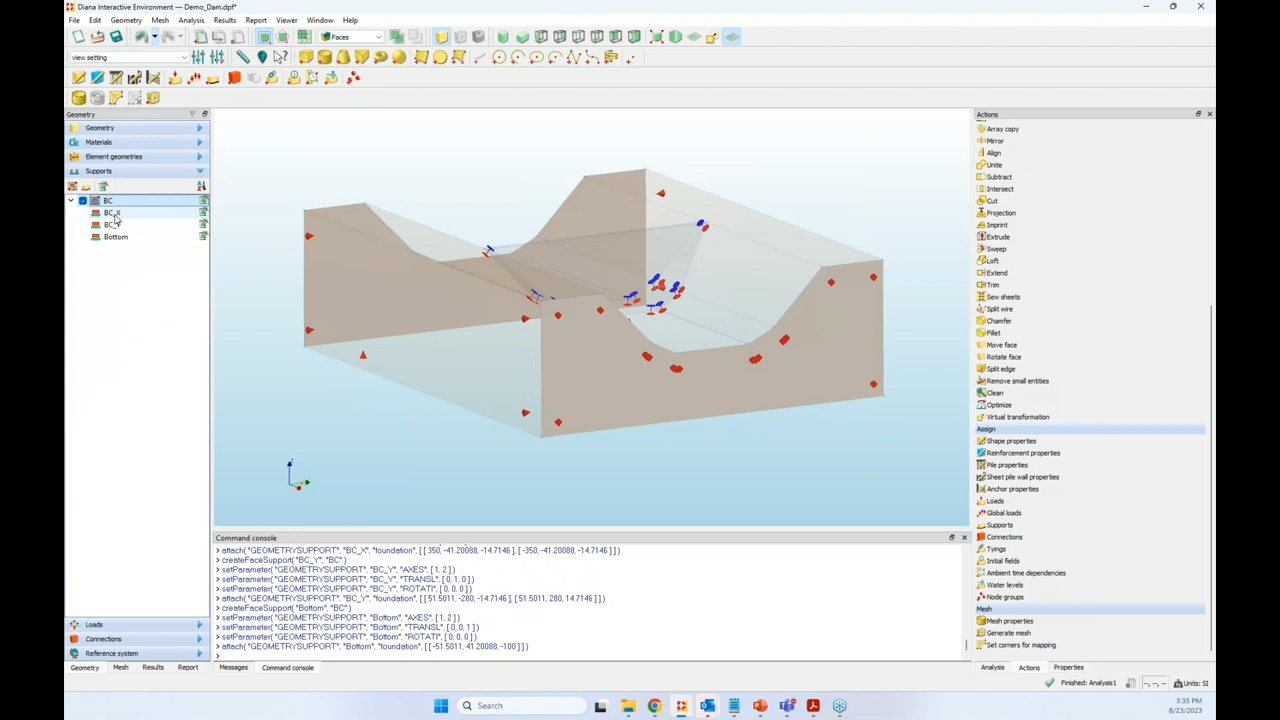 Diana Interactive Environment — Demo_Dam.dpf*
File Edit Geometry Mesh Analysis Results Report Viewer Window Help
Faces
view setting
Geometry
Geometry
Materials
Element geometries
Supports
BC
BC_X
BC_Y
Bottom
Loads
Connections
Reference system
Geometry Mesh Results Report
Command console
> attach( "GEOMETRYSUPPORT", "BC_X", "foundation", [ [ 350, -41.20088, -14.7146 ], [ -350, -41.20088, -14.7146 ] ] )
> createFaceSupport( "BC_Y", "BC" )
> setParameter( "GEOMETRYSUPPORT", "BC_Y", "AXES", [ 1, 2 ] )
> setParameter( "GEOMETRYSUPPORT", "BC_Y", "TRANSL", [ 0, 1, 0 ] )
> setParameter( "GEOMETRYSUPPORT", "BC_Y", "ROTATI", [ 0, 0, 0 ] )
> attach( "GEOMETRYSUPPORT", "BC_Y", "foundation", [ [ 51.5011, -280, -14.7146 ], [ 51.5011, 280, -14.7146 ] ] )
> createFaceSupport( "Bottom", "BC" )
> setParameter( "GEOMETRYSUPPORT", "Bottom", "AXES", [ 1, 2 ] )
> setParameter( "GEOMETRYSUPPORT", "Bottom", "TRANSL", [ 0, 0, 1 ] )
> setParameter( "GEOMETRYSUPPORT", "Bottom", "ROTATI", [ 0, 0, 0 ] )
> attach( "GEOMETRYSUPPORT", "Bottom", "foundation", [ [ -51.5011, 41.20088, -100 ] ] )
>
Messages Command console
Actions
Array copy
Mirror
Align
Unite
Subtract
Intersect
Cut
Projection
Imprint
Extrude
Sweep
Loft
Extend
Trim
Sew sheets
Split wire
Chamfer
Fillet
Move face
Rotate face
Split edge
Remove small entities
Clean
Optimize
Virtual transformation
Assign
Shape properties
Reinforcement properties
Pile properties
Sheet pile wall properties
Anchor properties
Loads
Global loads
Supports
Connections
Tyings
Initial fields
Ambient time dependencies
Water levels
Node groups
Mesh
Mesh properties
Generate mesh
Set corners for mapping
Analysis Actions Properties
Finished: Analysis1 --, --, -- Units: SI
Search
3:35 PM
8/23/2023